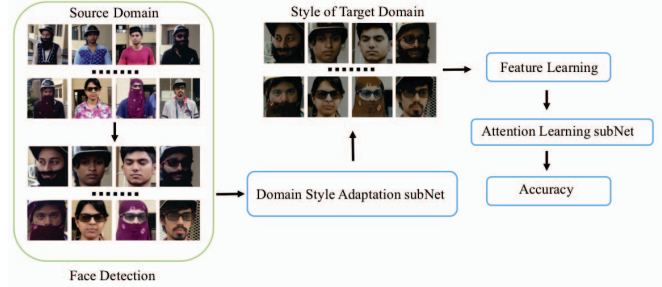 Source Domain
Style of Target Domain
Feature Learning
Attention Learning subNet
Domain Style Adaptation subNet
Accuracy
Face Detection